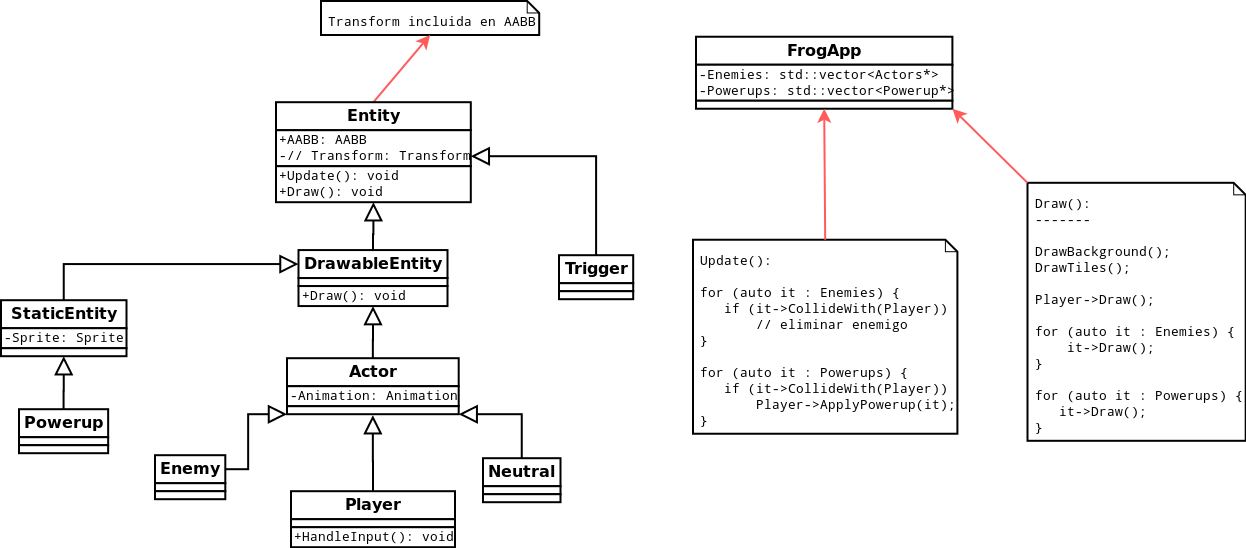 Transform incluida en AABB
Entity
+AABB: AABB
-// Transform: Transform
+Update(): void
+Draw(): void
DrawableEntity
+Draw(): void
Trigger
StaticEntity
-Sprite: Sprite
Powerup
Actor
-Animation: Animation
Enemy
Player
+HandleInput(): void
Neutral
FrogApp
-Enemies: std::vector<Actors*>
-Powerups: std::vector<Powerup*>
Update():
for (auto it : Enemies) {
if (it->CollideWith(Player))
// eliminar enemigo
}
for (auto it : Powerups) {
if (it->CollideWith(Player))
Player->ApplyPowerup(it);
}
Draw():
-------
DrawBackground();
DrawTiles();
Player->Draw();
for (auto it : Enemies) {
it->Draw();
}
for (auto it : Powerups) {
it->Draw();
}